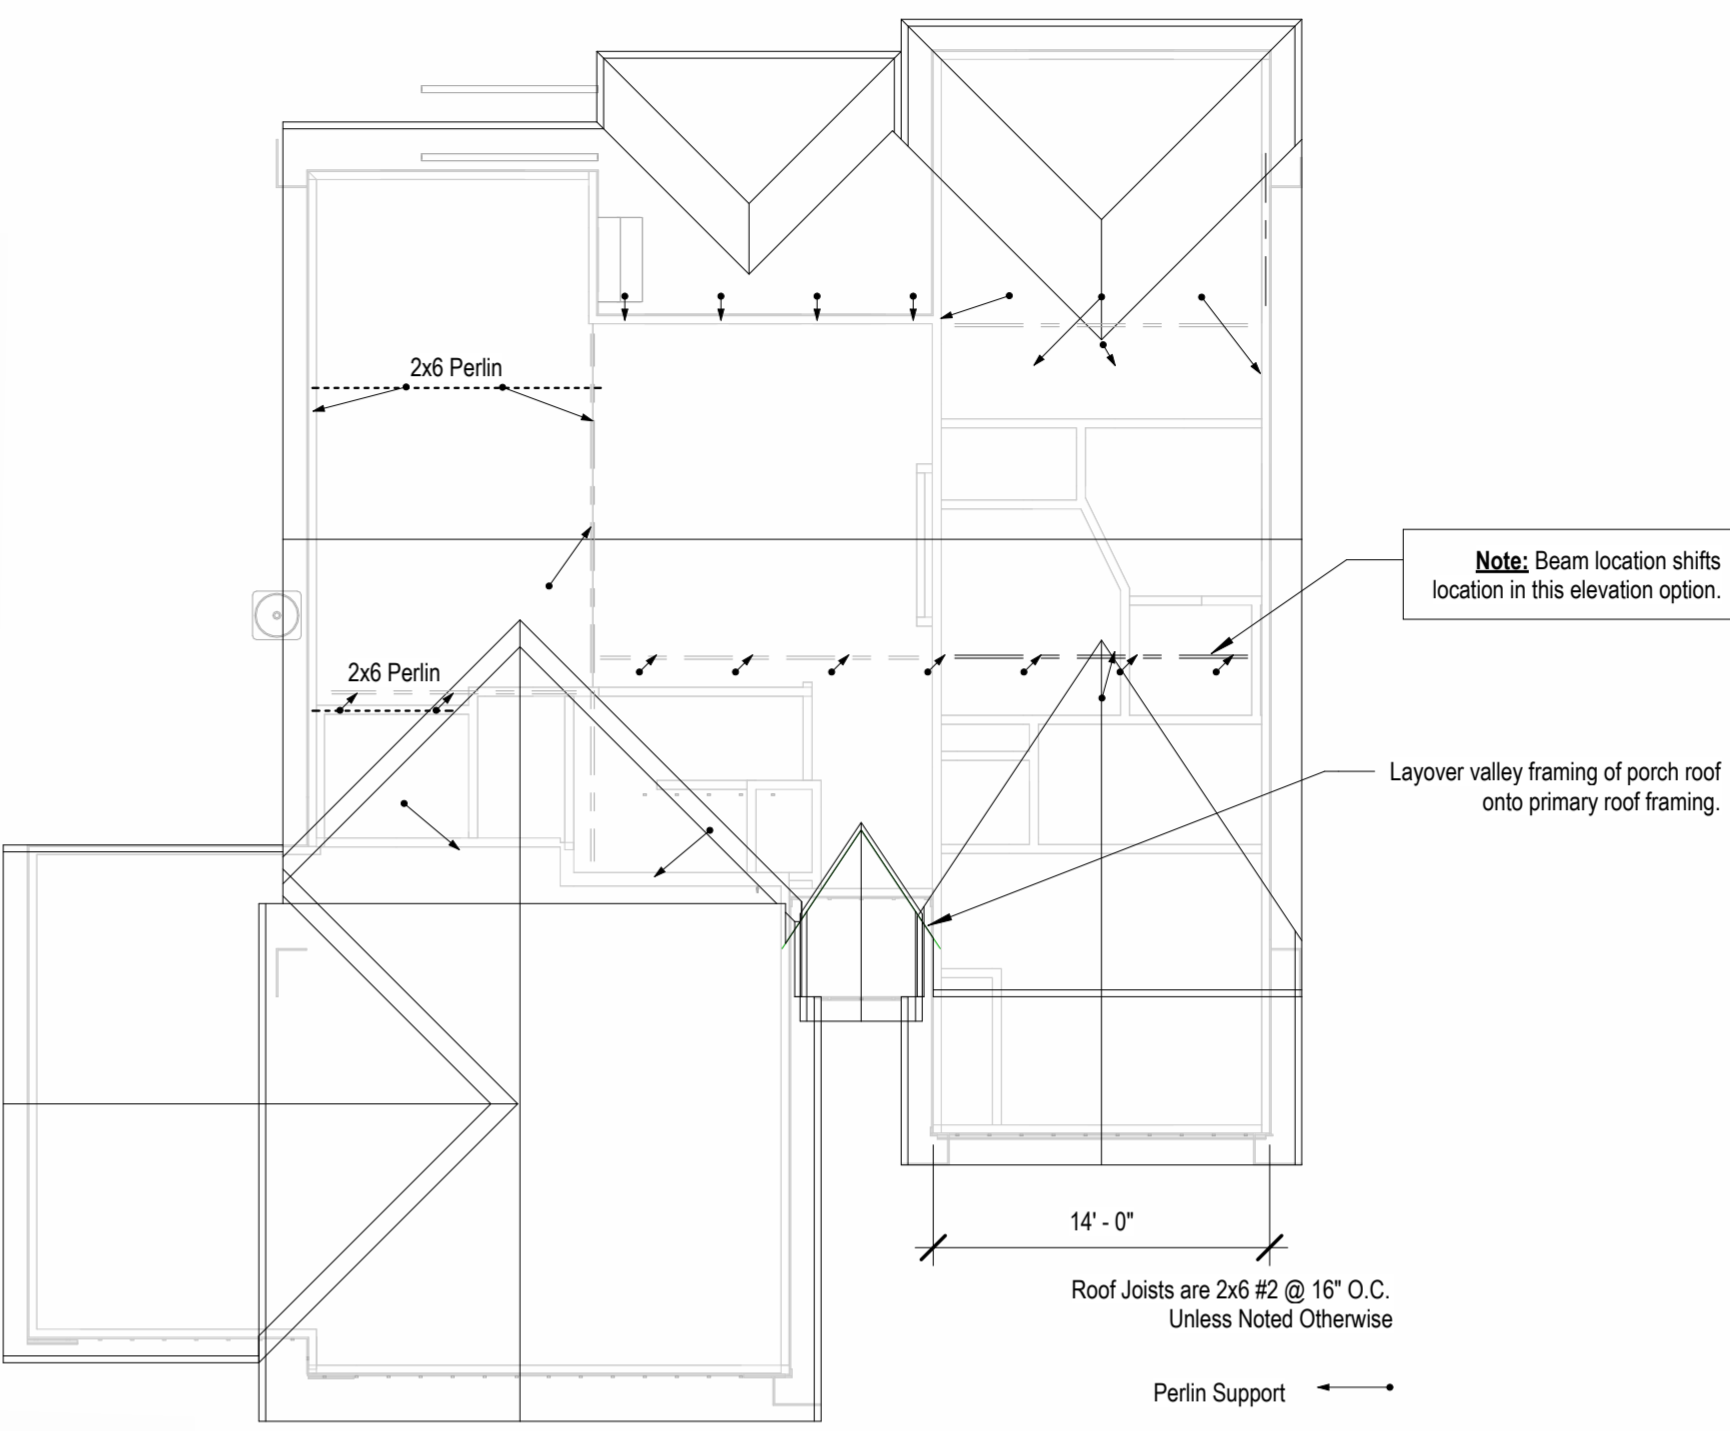 2x6 Perlin
Note: Beam location shifts
location in this elevation option.
2x6 Perlin
Layover valley framing of porch roof
onto primary roof framing.
14' - 0"
Roof Joists are 2x6 #2 @ 16" O.C.
Unless Noted Otherwise
Perlin Support